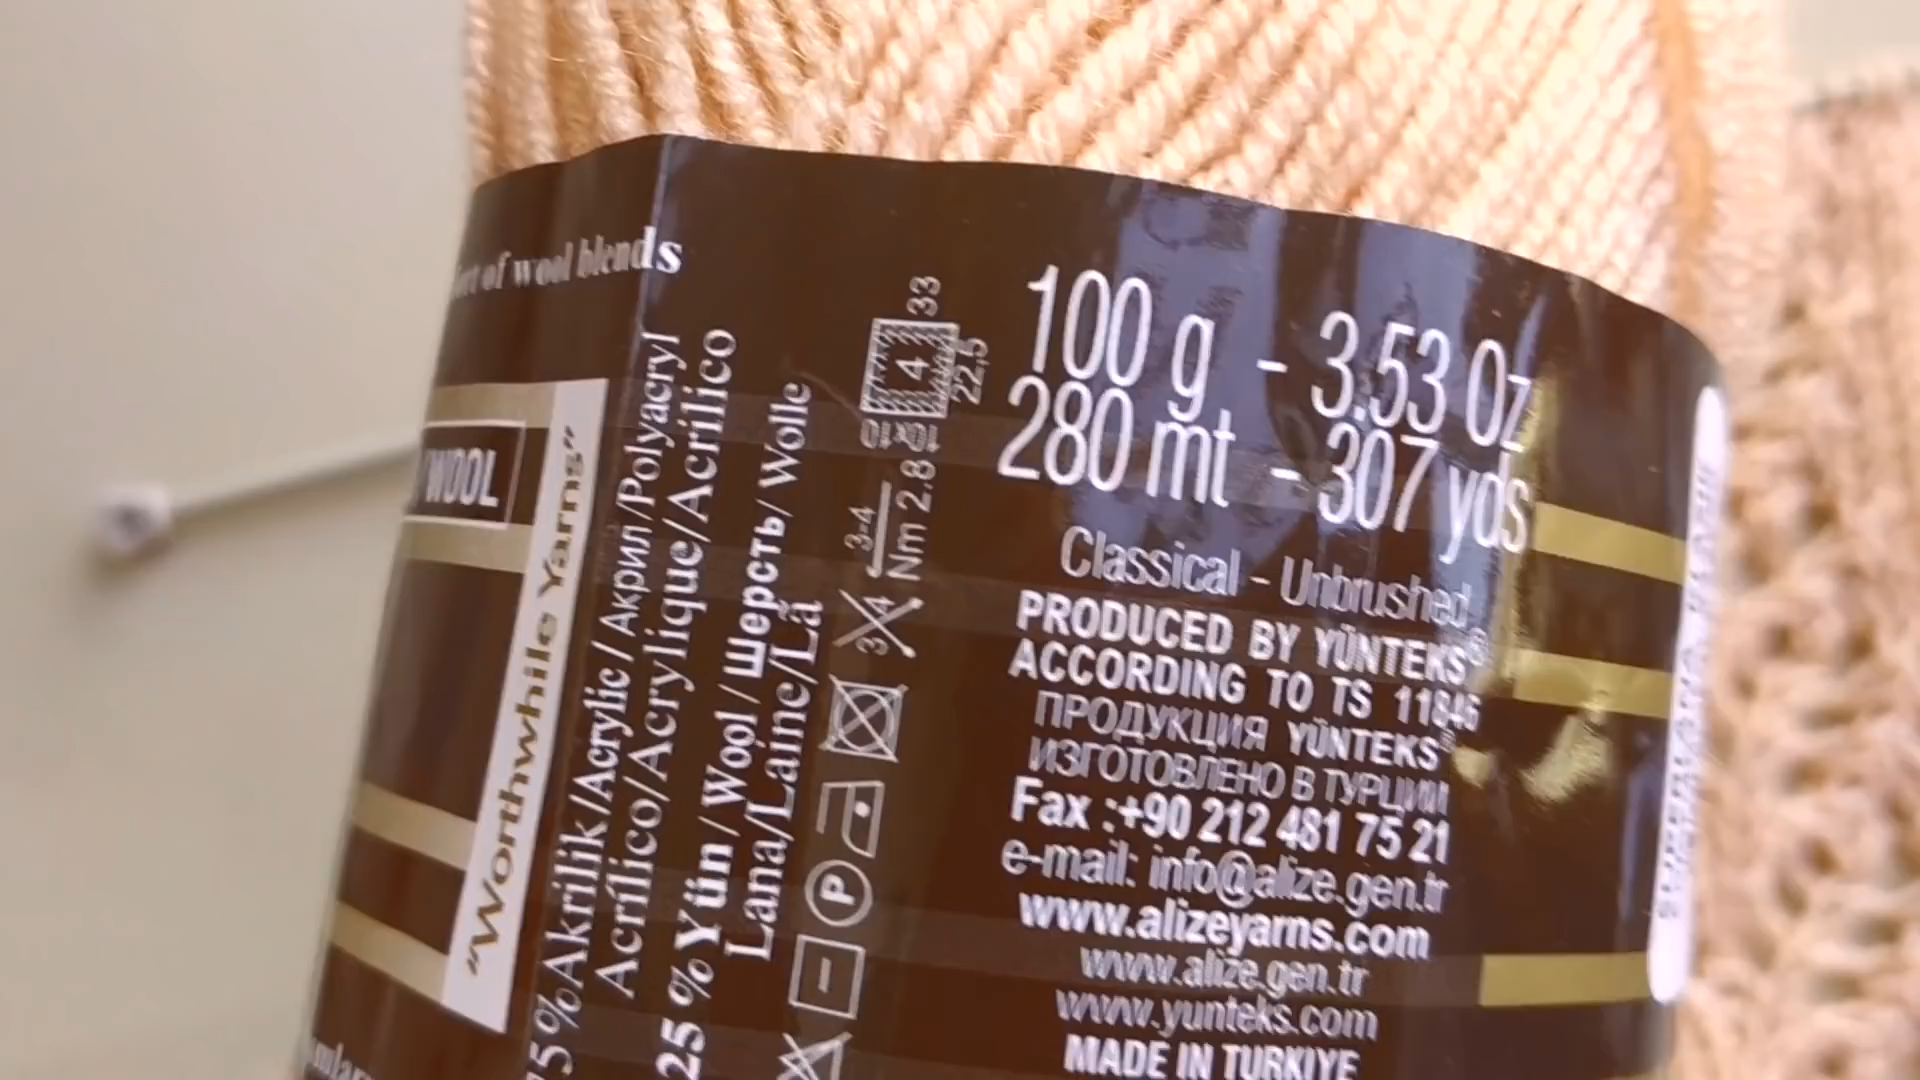 of wool blends
WOOL
"Worthwhile Yarns"
75%Akrilik/Acrylic/Акрил/Polyacryl
Acrílico/Acrylique/Acrilico
25 % Yün/Wool/Шерсть/Wolle
Lana/Laine/Lã
33
4
22,5
10x10
3-4
Nm 2.8
3 4
P
100 g - 3.53 Oz
280 mt - 307 yds
Classical - Unbrushed
PRODUCED BY YÜNTEKS®
ACCORDING TO TS 11846
ПРОДУКЦИЯ YÜNTEKS®
ИЗГОТОВЛЕНО В ТУРЦИИ
Fax :+90 212 481 75 21
e-mail: info@alize.gen.tr
www.alizeyarns.com
www.alize.gen.tr
www.yunteks.com
MADE IN TURKIYE